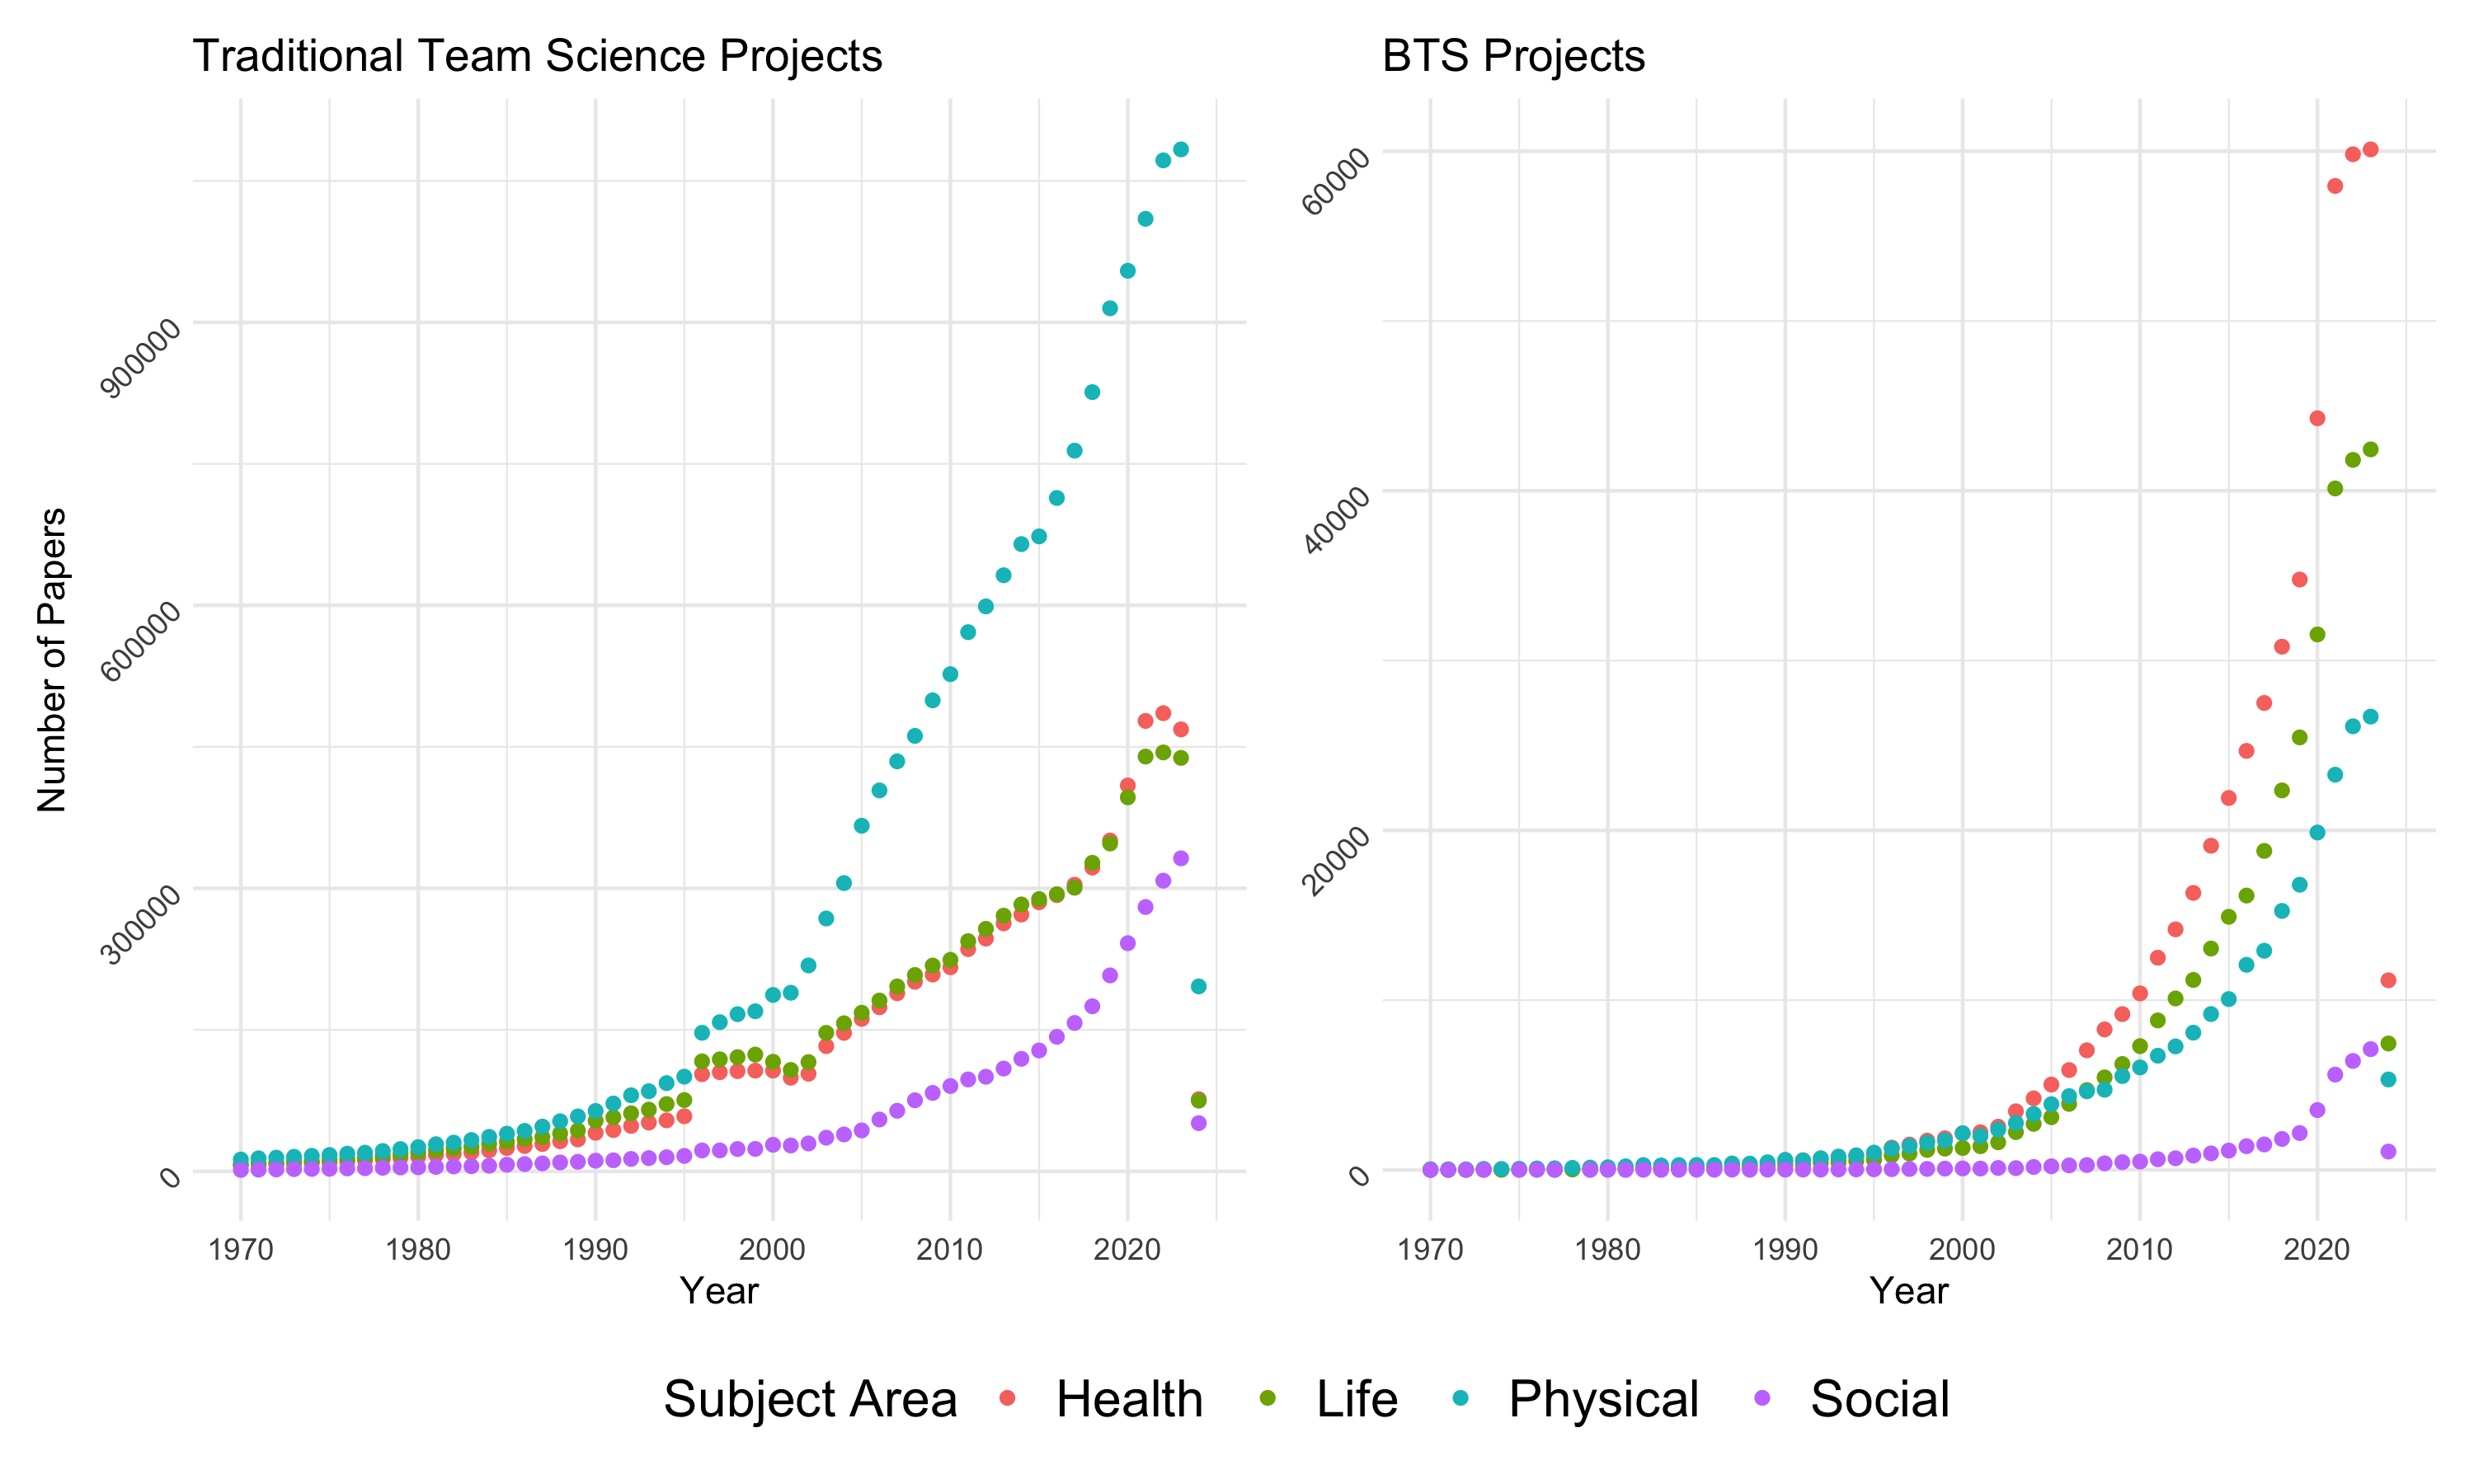 Traditional Team Science Projects
BTS Projects
Number of Papers
900000
600000
300000
0
1970 1980 1990 2000 2010 2020
Year
60000
40000
20000
0
1970 1980 1990 2000 2010 2020
Year
Subject Area Health Life Physical Social